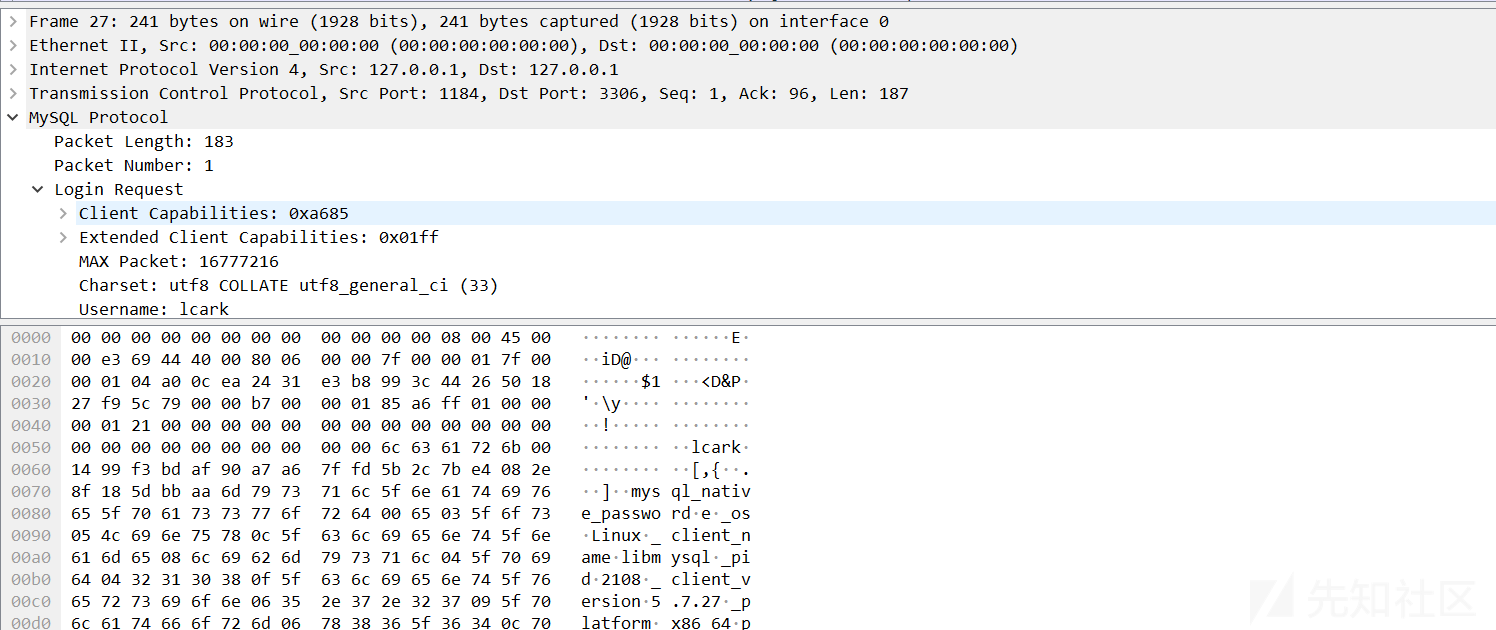 Frame 27: 241 bytes on wire (1928 bits), 241 bytes captured (1928 bits) on interface 0
Ethernet II, Src: 00:00:00_00:00:00 (00:00:00:00:00:00), Dst: 00:00:00_00:00:00 (00:00:00:00:00:00)
Internet Protocol Version 4, Src: 127.0.0.1, Dst: 127.0.0.1
Transmission Control Protocol, Src Port: 1184, Dst Port: 3306, Seq: 1, Ack: 96, Len: 187
MySQL Protocol
Packet Length: 183
Packet Number: 1
Login Request
Client Capabilities: 0xa685
Extended Client Capabilities: 0x01ff
MAX Packet: 16777216
Charset: utf8 COLLATE utf8_general_ci (33)
Username: lcark
0000 00 00 00 00 00 00 00 00 00 00 00 00 08 00 45 00 ········ ······E·
0010 00 e3 69 44 40 00 80 06 00 00 7f 00 00 01 7f 00 ··iD@··· ········
0020 00 01 04 a0 0c ea 24 31 e3 b8 99 3c 44 26 50 18 ······$1 ···<D&P·
0030 27 f9 5c 79 00 00 b7 00 00 01 85 a6 ff 01 00 00 '·\y···· ········
0040 00 01 21 00 00 00 00 00 00 00 00 00 00 00 00 00 ··!····· ········
0050 00 00 00 00 00 00 00 00 00 00 6c 63 61 72 6b 00 ········ ··lcark·
0060 14 99 f3 bd af 90 a7 a6 7f fd 5b 2c 7b e4 08 2e ········ ··[,{··.
0070 8f 18 5d bb aa 6d 79 73 71 6c 5f 6e 61 74 69 76 ··]··mys ql_nativ
0080 65 5f 70 61 73 73 77 6f 72 64 00 65 03 5f 6f 73 e_passwo rd·e·_os
0090 05 4c 69 6e 75 78 0c 5f 63 6c 69 65 6e 74 5f 6e ·Linux·_ client_n
00a0 61 6d 65 08 6c 69 62 6d 79 73 71 6c 04 5f 70 69 ame·libm ysql·_pi
00b0 64 04 32 31 30 38 0f 5f 63 6c 69 65 6e 74 5f 76 d·2108·_ client_v
00c0 65 72 73 69 6f 6e 06 35 2e 37 2e 32 37 09 5f 70 ersion·5 .7.27·_p
00d0 6c 61 74 66 6f 72 6d 06 78 38 36 5f 36 34 0c 70 latform· x86_64·p
先知社区